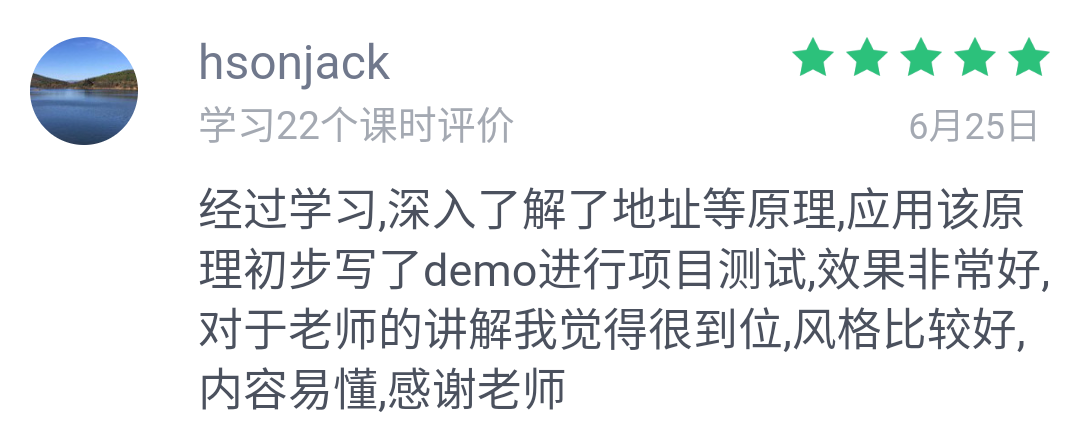 hsonjack
学习22个课时评价
6月25日
经过学习,深入了解了地址等原理,应用该原
理初步写了demo进行项目测试,效果非常好,
对于老师的讲解我觉得很到位,风格比较好,
内容易懂,感谢老师